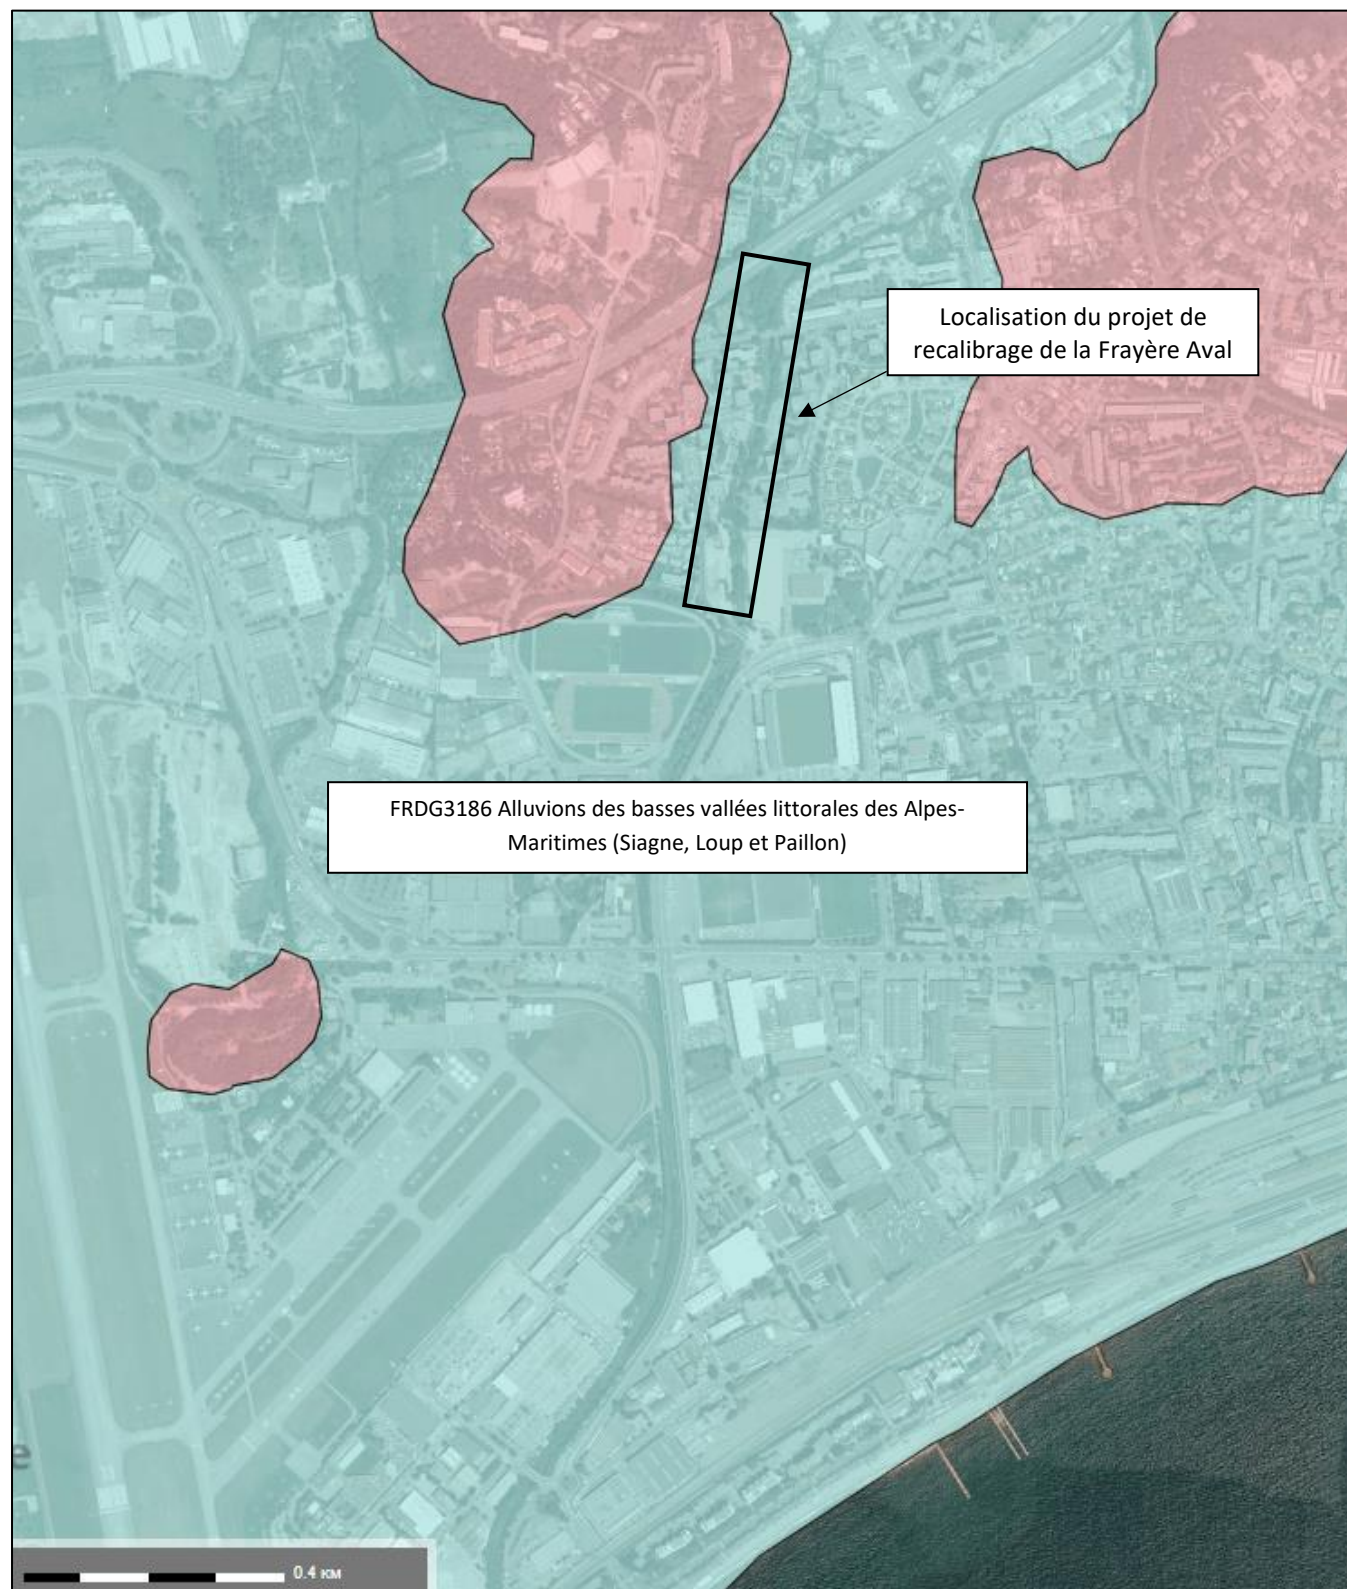 Localisation du projet de
recalibrage de la Frayère Aval
FRDG3186 Alluvions des basses vallées littorales des Alpes-
Maritimes (Siagne, Loup et Paillon)
e
0.4 км